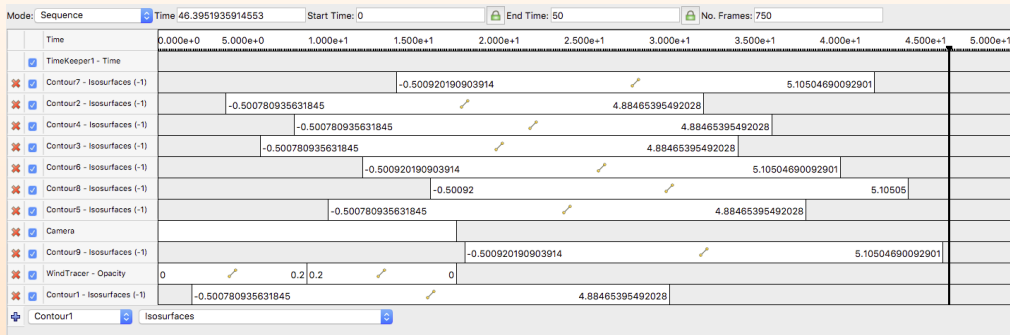 Mode: Sequence Time 46.3951935914553 Start Time: 0 End Time: 50 No. Frames: 750
Time 0.000e+0 5.000e+0 1.000e+1 1.500e+1 2.000e+1 2.500e+1 3.000e+1 3.500e+1 4.000e+1 4.500e+1 5.000e+1
TimeKeeper1 - Time
Contour7 - Isosurfaces (-1) -0.500920190903914 5.10504690092901
Contour2 - Isosurfaces (-1) -0.500780935631845 4.88465395492028
Contour4 - Isosurfaces (-1) -0.500780935631845 4.88465395492028
Contour3 - Isosurfaces (-1) -0.500780935631845 4.88465395492028
Contour6 - Isosurfaces (-1) -0.500920190903914 5.10504690092901
Contour8 - Isosurfaces (-1) -0.50092 5.10505
Contour5 - Isosurfaces (-1) -0.500780935631845 4.88465395492028
Camera
Contour9 - Isosurfaces (-1) -0.500920190903914 5.10504690092901
WindTracer - Opacity 0 0.2 0.2 0
Contour1 - Isosurfaces (-1) -0.500780935631845 4.88465395492028
Contour1 Isosurfaces